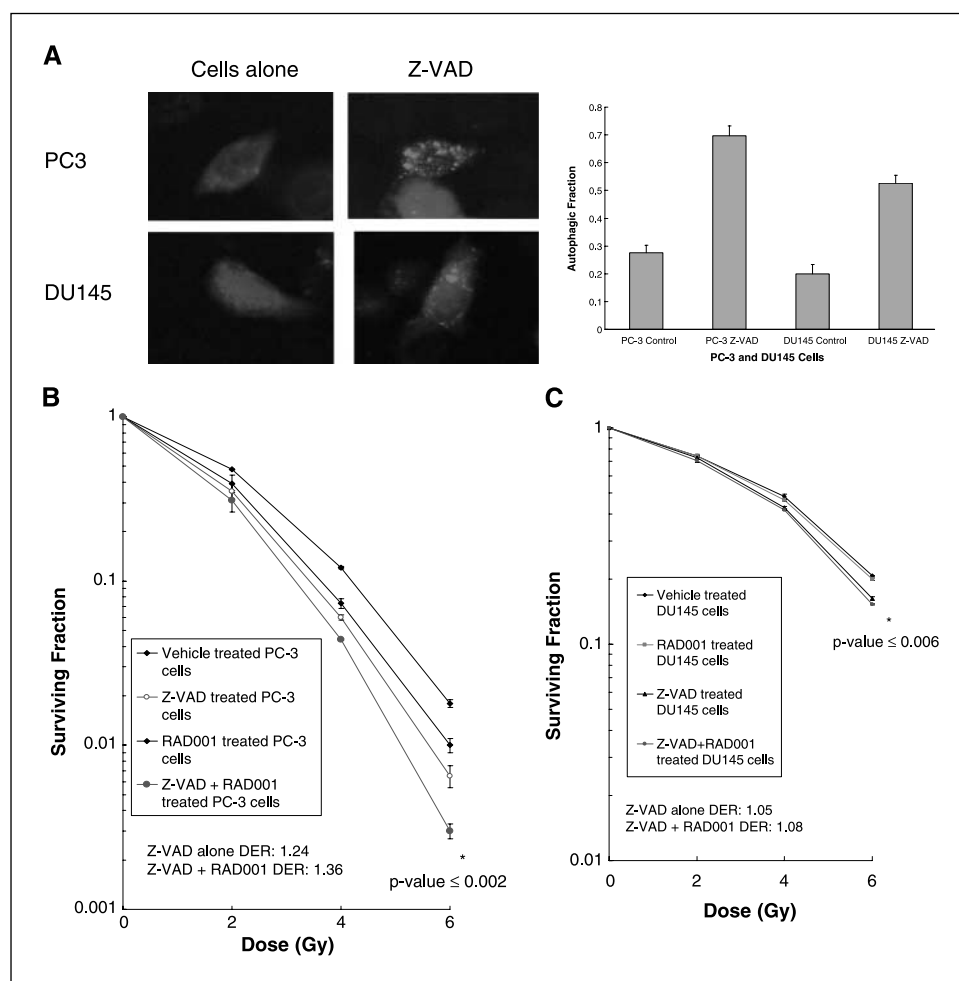 A
Cells alone
Z-VAD
PC3
DU145
0.8
0.7
0.6
0.5
0.4
0.3
0.2
0.1
0
Autophagic Fraction
PC-3 Control
PC-3 Z-VAD
DU145 Control
DU145 Z-VAD
PC-3 and DU145 Cells
B
1
0.1
0.01
0.001
Surviving Fraction
Vehicle treated PC-3
cells
Z-VAD treated PC-3
cells
RAD001 treated PC-3
cells
Z-VAD + RAD001
treated PC-3 cells
Z-VAD alone DER: 1.24
Z-VAD + RAD001 DER: 1.36
*
p-value ≤ 0.002
0
2
4
6
Dose (Gy)
C
1
0.1
0.01
Surviving Fraction
Vehicle treated
DU145 cells
RAD001 treated
DU145 cells
Z-VAD treated
DU145 cells
Z-VAD+RAD001
treated DU145 cells
*
p-value ≤ 0.006
Z-VAD alone DER: 1.05
Z-VAD + RAD001 DER: 1.08
0
2
4
6
Dose (Gy)